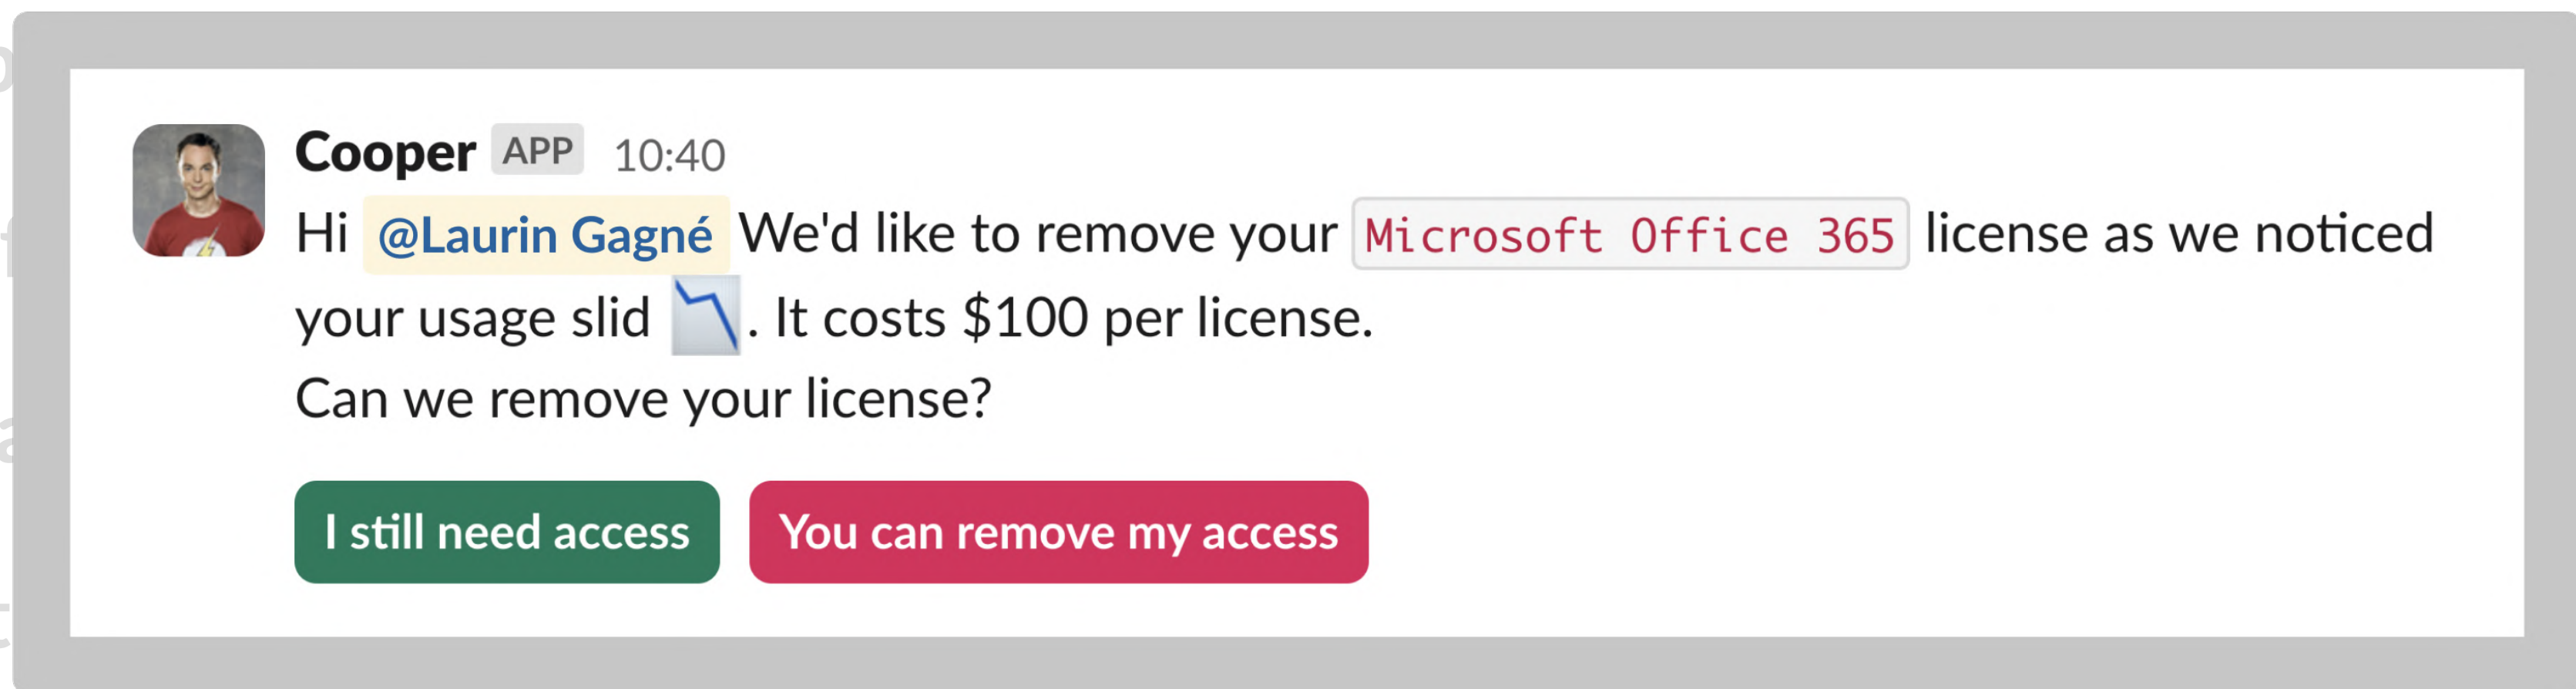 Cooper APP 10:40
Hi @Laurin Gagné We'd like to remove your Microsoft Office 365 license as we noticed
your usage slid . It costs $100 per license.
Can we remove your license?
I still need access You can remove my access